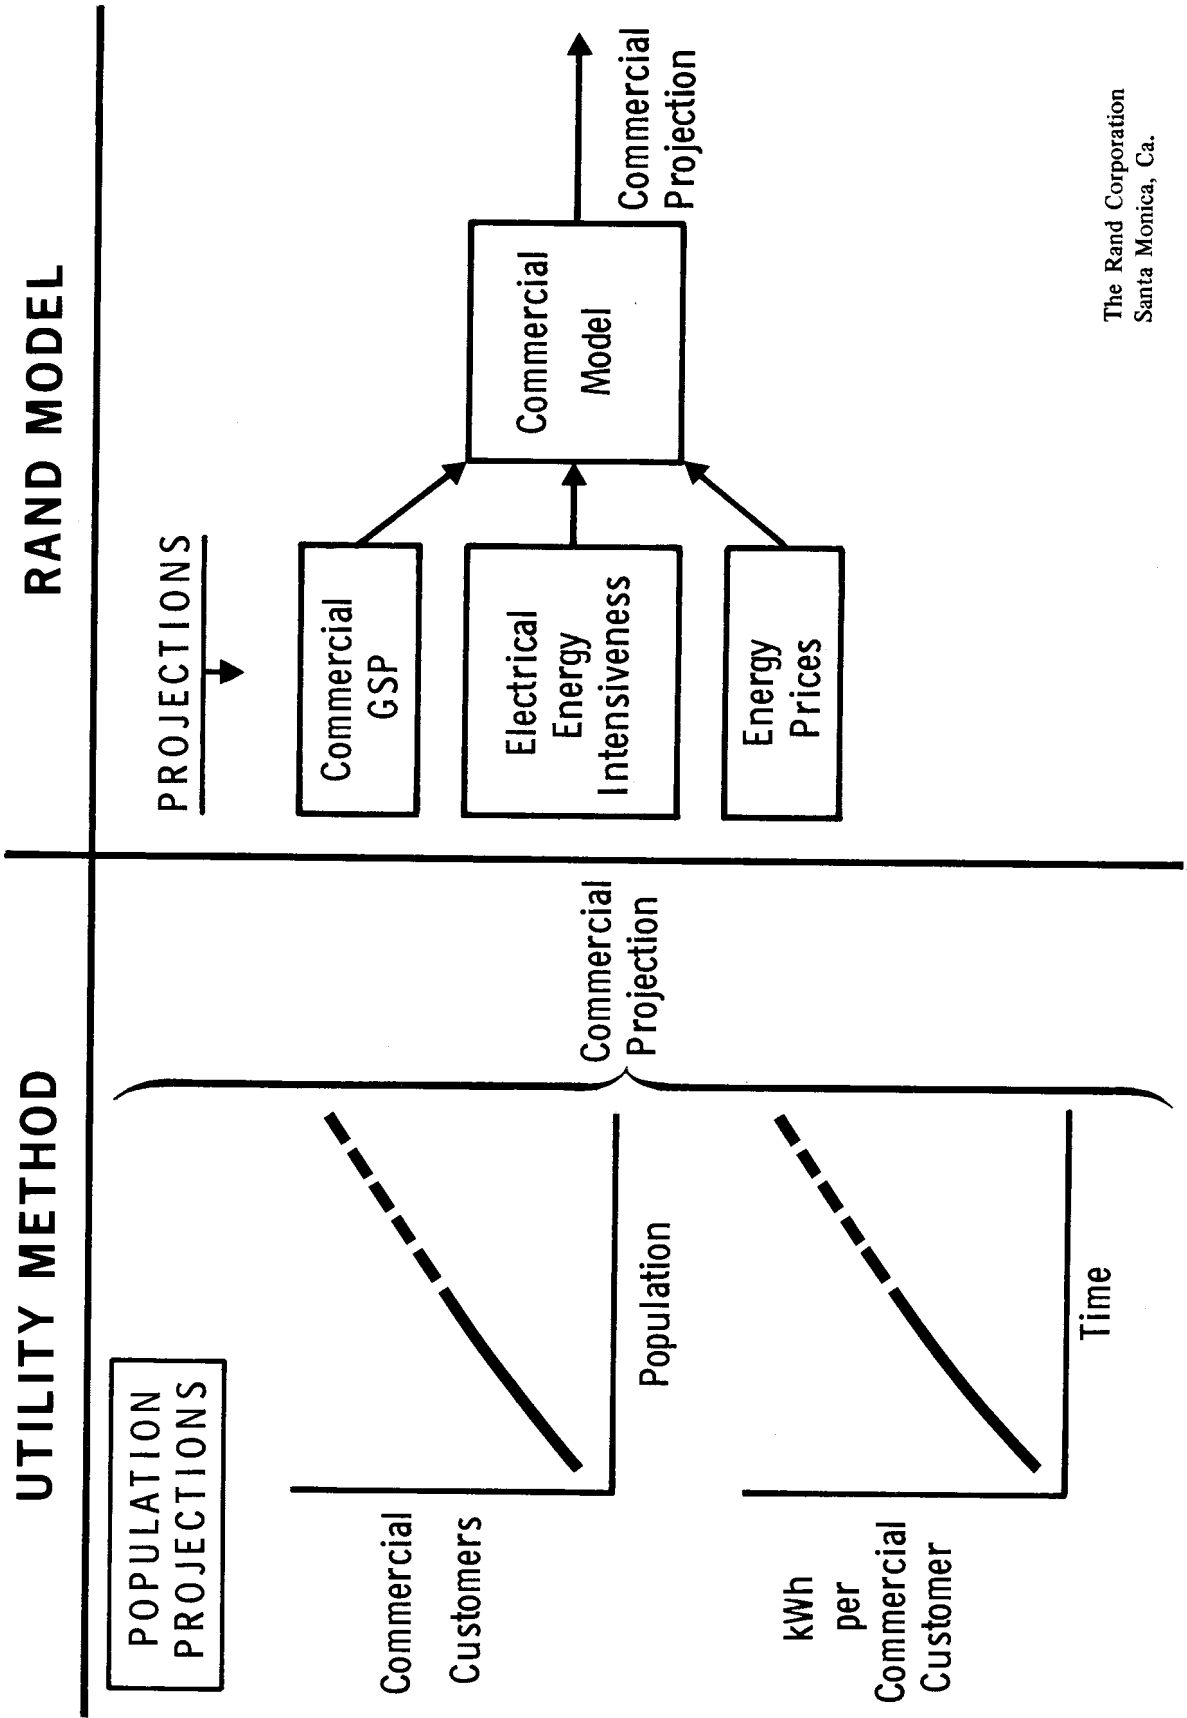 UTILITY METHOD
POPULATION
PROJECTIONS
Commercial
Customers
Population
kWh
per
Commercial
Customer
Time
Commercial
Projection
RAND MODEL
PROJECTIONS
Commercial
GSP
Electrical
Energy
Intensiveness
Energy
Prices
Commercial
Model
Commercial
Projection
The Rand Corporation
Santa Monica, Ca.